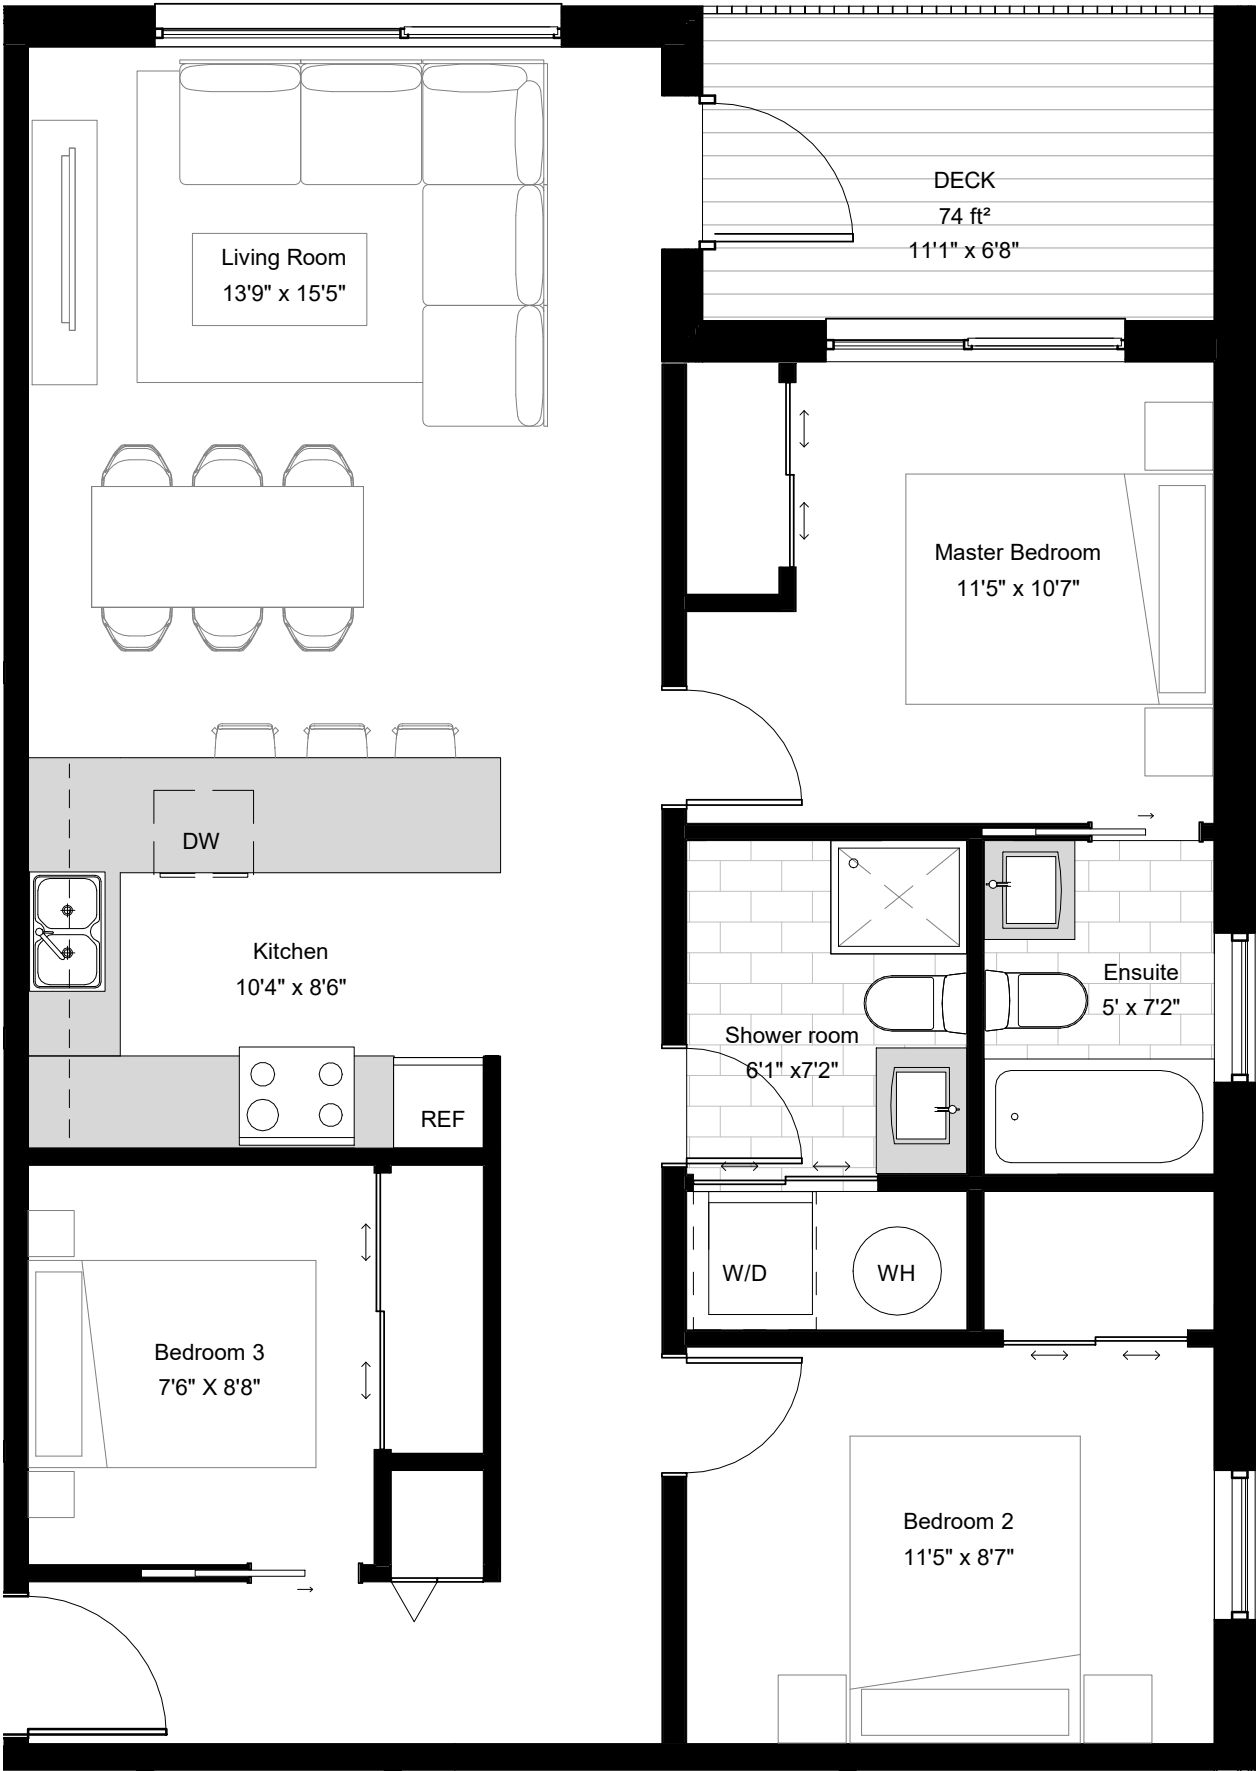 DECK
74 ft²
11'1" x 6'8"
Living Room
13'9" x 15'5"
Master Bedroom
11'5" x 10'7"
DW
Kitchen
10'4" x 8'6"
Ensuite
5' x 7'2"
Shower room
6'1" x7'2"
REF
W/D
WH
Bedroom 3
7'6" X 8'8"
Bedroom 2
11'5" x 8'7"